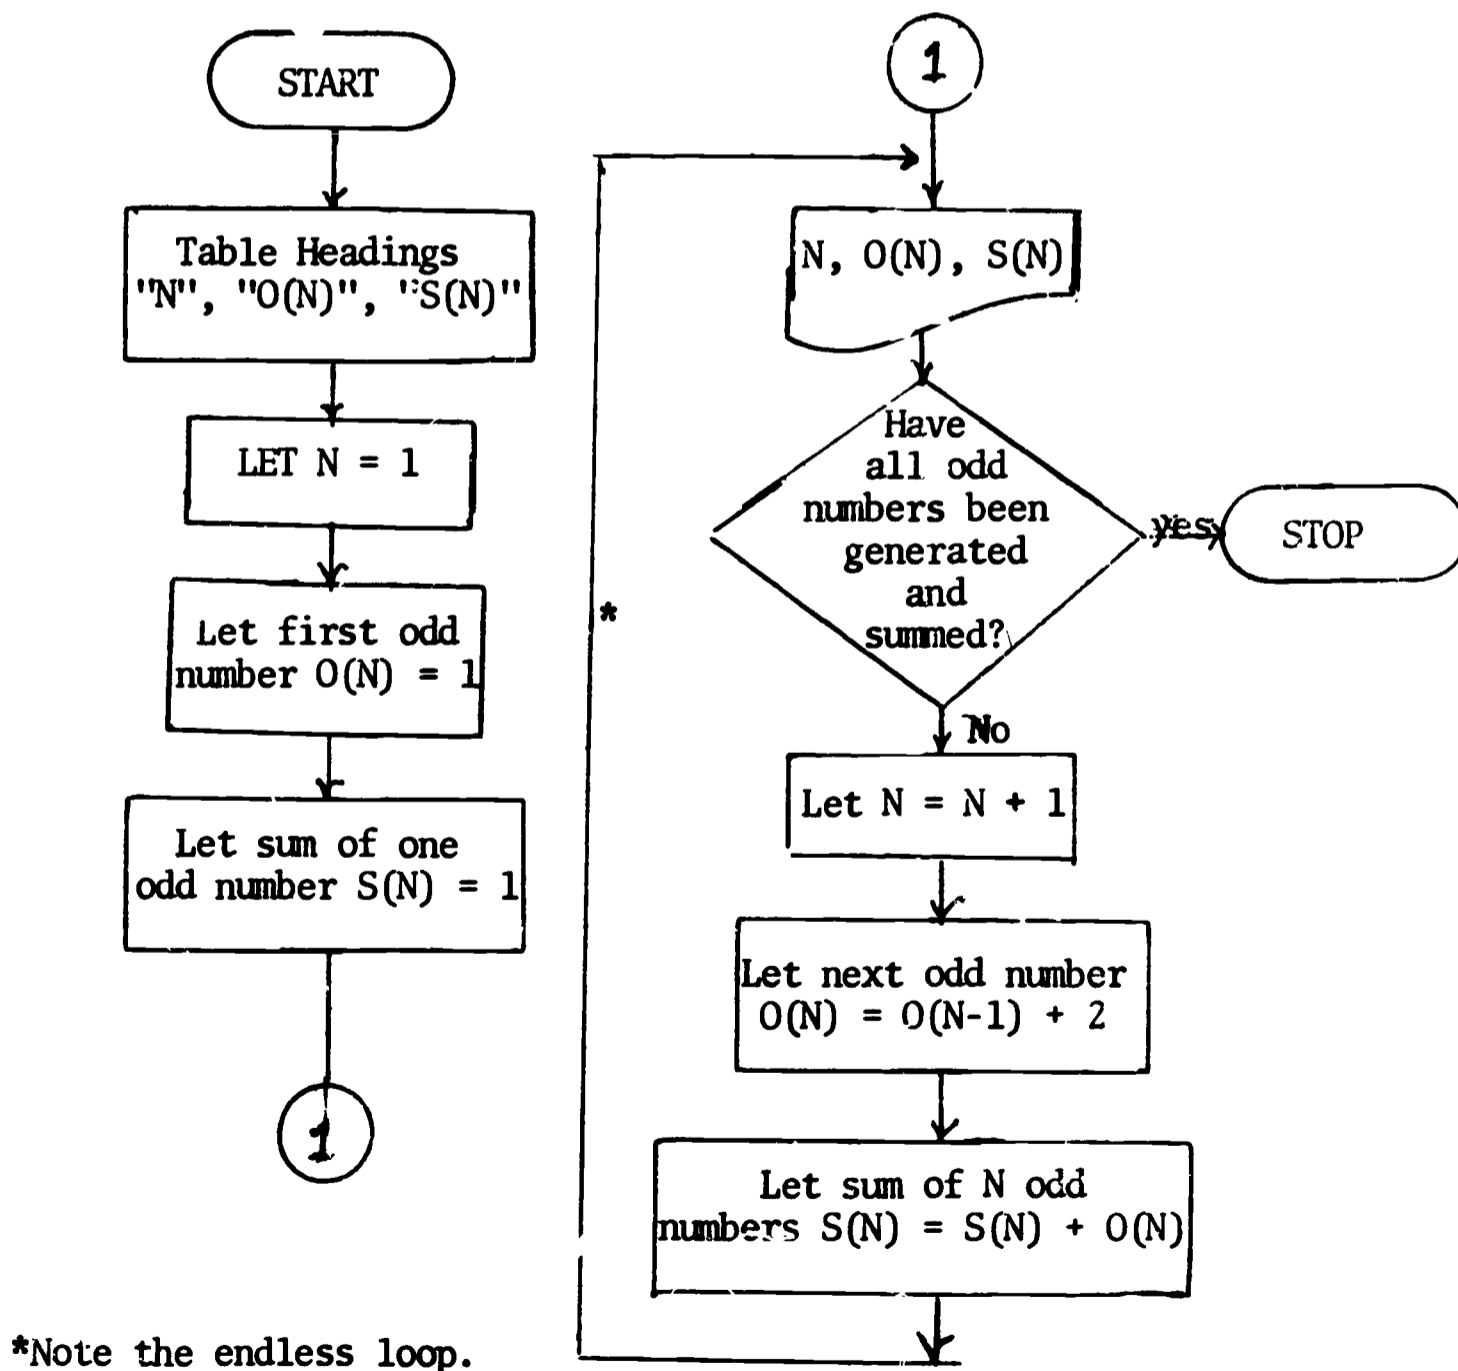 START
Table Headings
"N", "O(N)", "S(N)"
LET N = 1
Let first odd
number O(N) = 1
Let sum of one
odd number S(N) = 1
1
1
N, O(N), S(N)
Have
all odd
numbers been
generated
and
summed?
yes
STOP
No
Let N = N + 1
Let next odd number
O(N) = O(N-1) + 2
Let sum of N odd
numbers S(N) = S(N) + O(N)
*
*Note the endless loop.